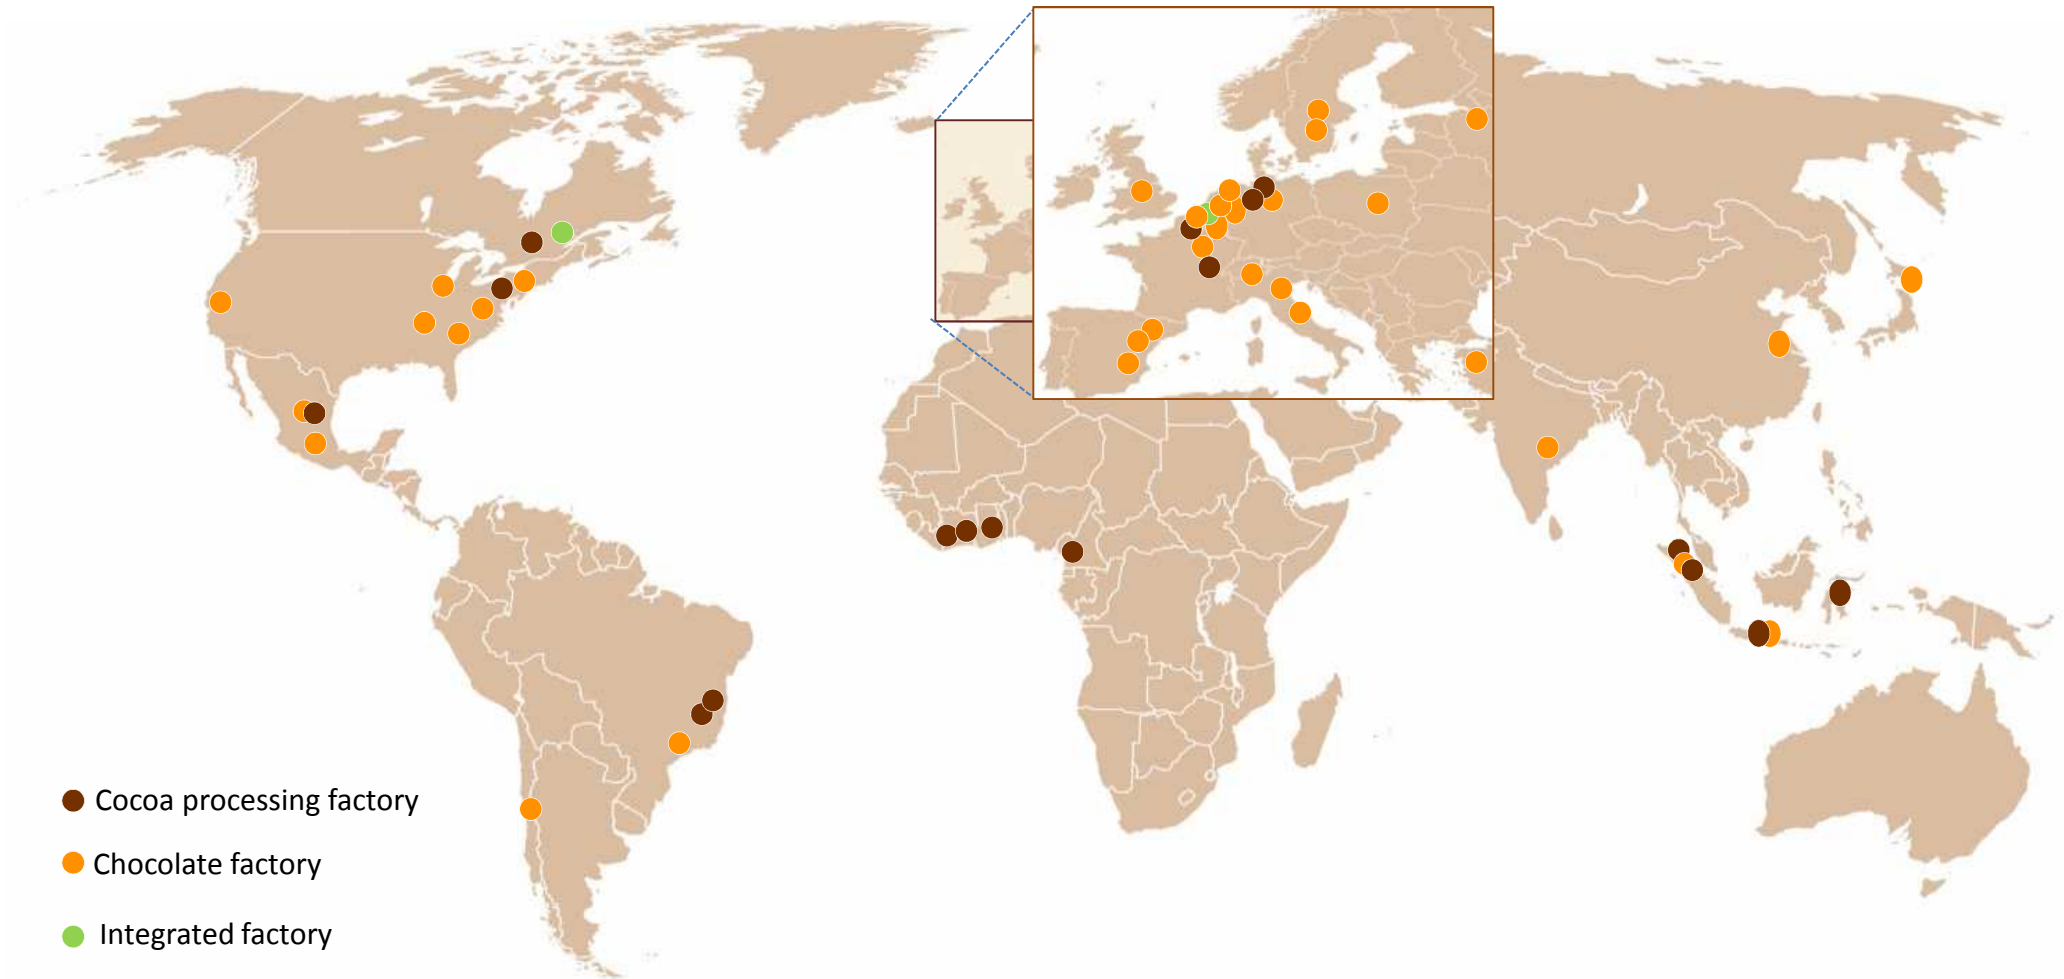 Cocoa processing factory
Chocolate factory
Integrated factory